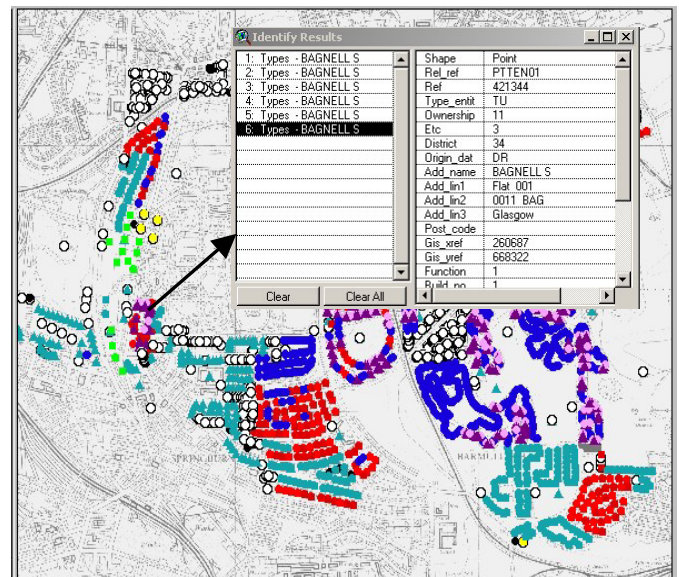 Identify Results
1: Types - BAGNELL S
2: Types - BAGNELL S
3: Types - BAGNELL S
4: Types - BAGNELL S
5: Types - BAGNELL S
6: Types - BAGNELL S
Shape Point
Rel_ref PTTEN01
Ref 421344
Type_entit TU
Ownership 11
Etc 3
District 34
Origin_dat DR
Add_name BAGNELL S
Add_lin1 Flat 001
Add_lin2 0011 BAG
Add_lin3 Glasgow
Post_code
Gis_xref 260687
Gis_yref 668322
Function 1
Build_no 1
Clear Clear All